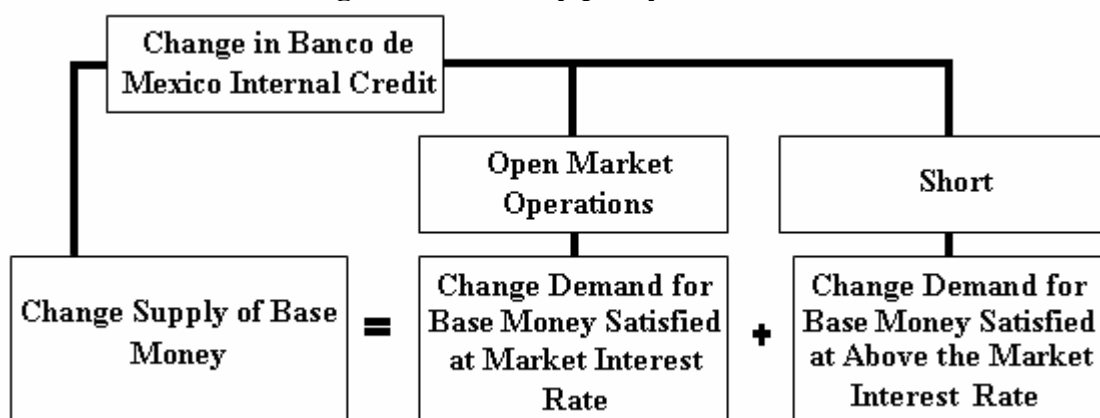 Change in Banco de
Mexico Internal Credit
Open Market
Operations
Short
Change Supply of Base
Money
=
Change Demand for
Base Money Satisfied
at Market Interest
Rate
+
Change Demand for
Base Money Satisfied
at Above the Market
Interest Rate